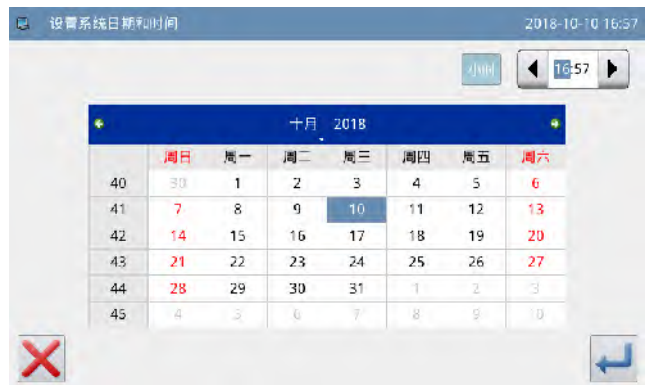 设置系统日期和时间 2018-10-10 16:57
小时 16:57
十月 2018
周日 周一 周二 周三 周四 周五 周六
40 30 1 2 3 4 5 6
41 7 8 9 10 11 12 13
42 14 15 16 17 18 19 20
43 21 22 23 24 25 26 27
44 28 29 30 31 1 2 3
45 4 5 6 7 8 9 10